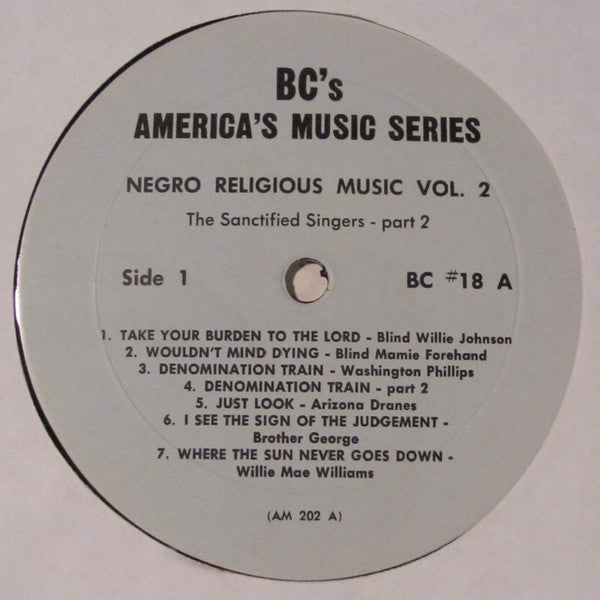 BC's
AMERICA'S MUSIC SERIES
NEGRO RELIGIOUS MUSIC VOL. 2
The Sanctified Singers - part 2
Side 1 BC #18 A
1. TAKE YOUR BURDEN TO THE LORD - Blind Willie Johnson
2. WOULDN'T MIND DYING - Blind Mamie Forehand
3. DENOMINATION TRAIN - Washington Phillips
4. DENOMINATION TRAIN - part 2
5. JUST LOOK - Arizona Dranes
6. I SEE THE SIGN OF THE JUDGEMENT -
Brother George
7. WHERE THE SUN NEVER GOES DOWN -
Willie Mae Williams
(AM 202 A)